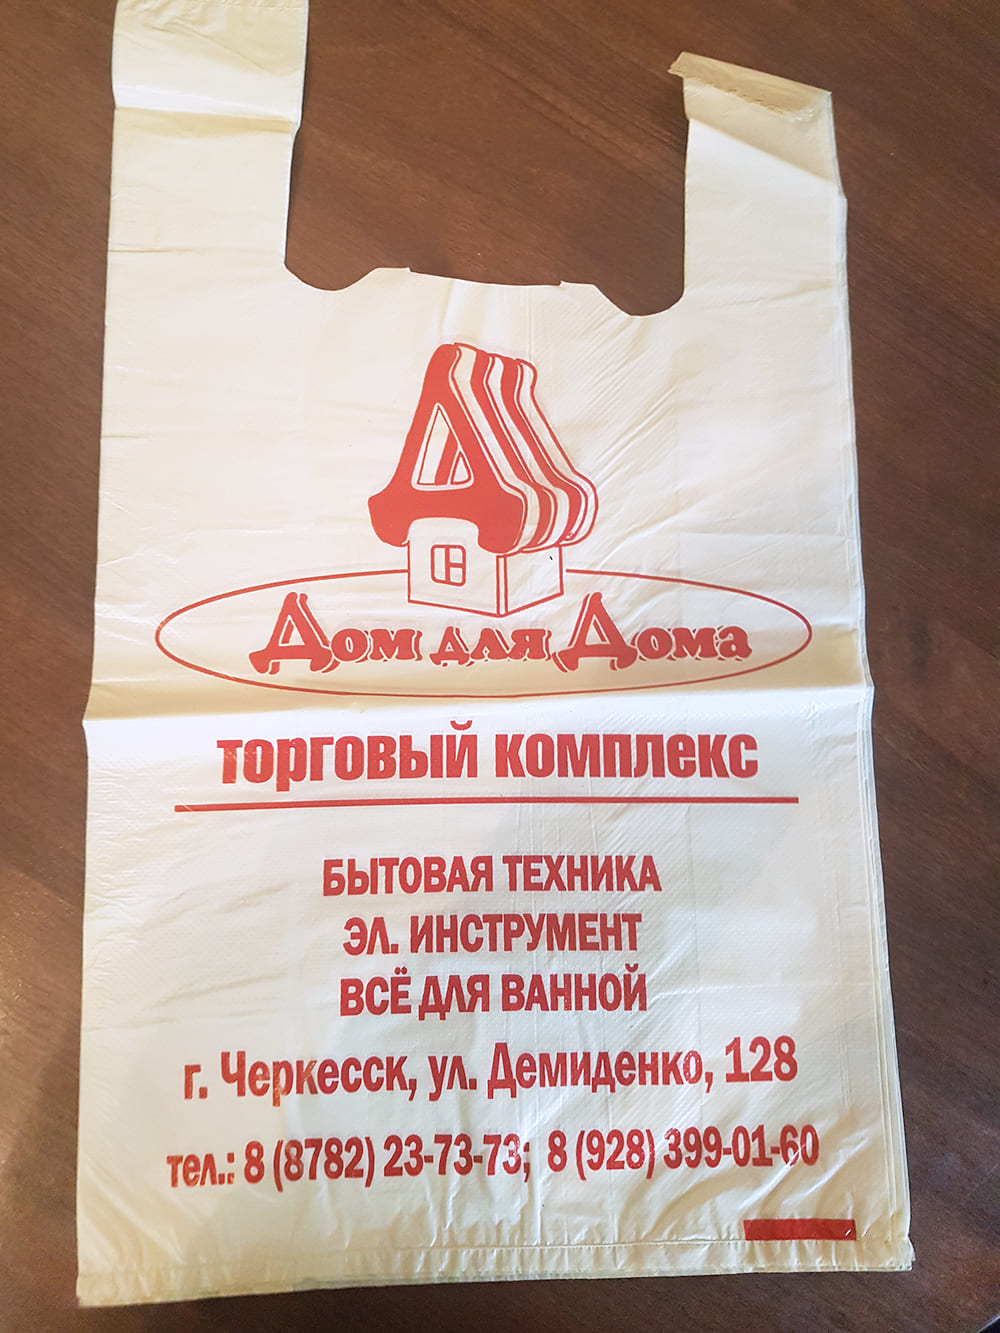 Дом для Дома
торговый комплекс
БЫТОВАЯ ТЕХНИКА
ЭЛ. ИНСТРУМЕНТ
ВСЁ ДЛЯ ВАННОЙ
г. Черкесск, ул. Демиденко, 128
тел.: 8 (8782) 23-73-73; 8 (928) 399-01-60